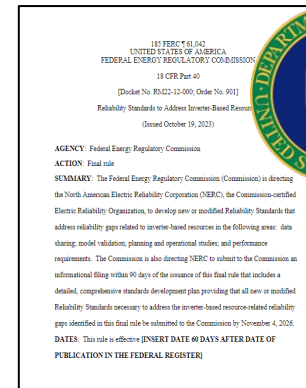 185 FERC ¶ 61,042
UNITED STATES OF AMERICA
FEDERAL ENERGY REGULATORY COMMISSION
18 CFR Part 40
[Docket No. RM22-12-000; Order No. 901]
Reliability Standards to Address Inverter-Based
(Issued October 19, 2023)
AGENCY: Federal Energy Regulatory Commission
ACTION: Final rule
SUMMARY: The Federal Energy Regulatory Commission (Commission) is directing
the North American Electric Reliability Corporation (NERC), the Commission-certified
Electric Reliability Organization, to develop new or modified Reliability Standards that
address reliability gaps related to inverter-based resources in the following areas: data
sharing; model validation; planning and operational studies; and performance
requirements. The Commission is also directing NERC to submit to the Commission an
informational filing within 90 days of the issuance of this final rule that includes a
detailed, comprehensive standards development plan providing that all new or modified
Reliability Standards necessary to address the inverter-based resource-related reliability
gaps identified in this final rule be submitted to the Commission by November 4, 2026.
DATES: This rule is effective [INSERT DATE 60 DAYS AFTER DATE OF
PUBLICATION IN THE FEDERAL REGISTER]